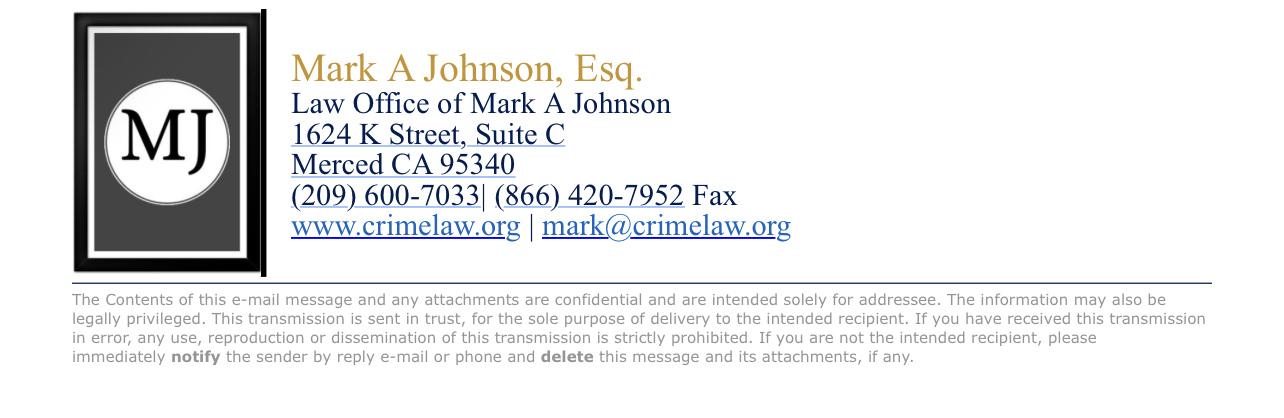 MJ
Mark A Johnson, Esq.
Law Office of Mark A Johnson
1624 K Street, Suite C
Merced CA 95340
(209) 600-7033| (866) 420-7952 Fax
www.crimelaw.org | mark@crimelaw.org
The Contents of this e-mail message and any attachments are confidential and are intended solely for addressee. The information may also be
legally privileged. This transmission is sent in trust, for the sole purpose of delivery to the intended recipient. If you have received this transmission
in error, any use, reproduction or dissemination of this transmission is strictly prohibited. If you are not the intended recipient, please
immediately notify the sender by reply e-mail or phone and delete this message and its attachments, if any.